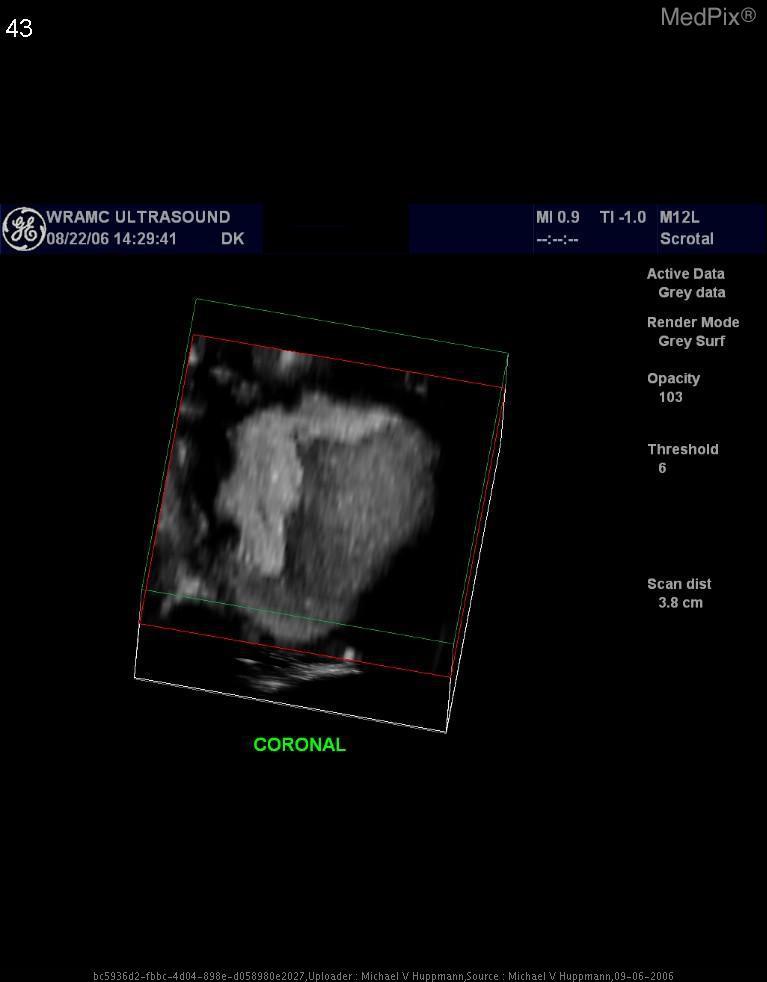 43
MedPix®
WRAMC ULTRASOUND
08/22/06 14:29:41 DK
MI 0.9 TI -1.0 M12L
--:--:-- Scrotal
Active Data
Grey data
Render Mode
Grey Surf
Opacity
103
Threshold
6
Scan dist
3.8 cm
CORONAL
bc5936d2-fbbc-4d04-898e-d058980e2027,Uploader : Michael V Huppmann,Source : Michael V Huppmann,09-06-2006